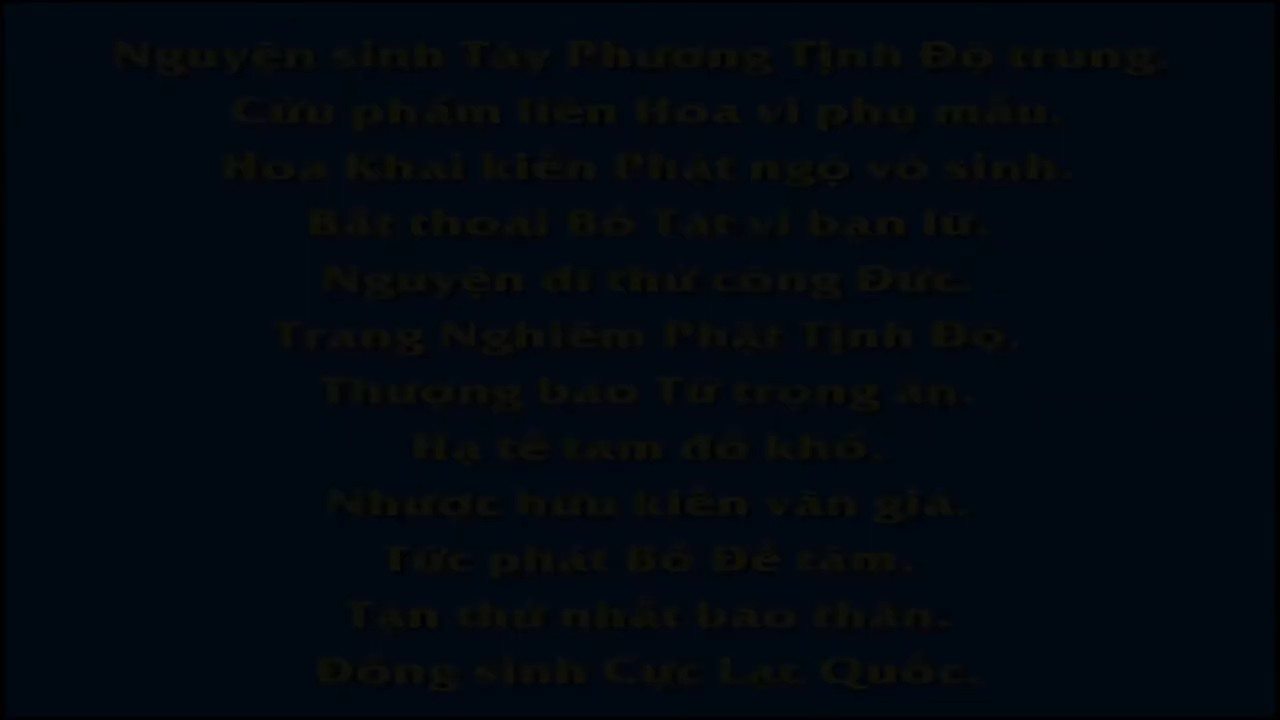 Nguyện sinh Tây Phương Tịnh Độ trung.
Cửu phẩm liên Hoa vi phụ mẫu.
Hoa Khai kiến Phật ngộ vô sinh.
Bất thoái Bồ Tát vi bạn lữ.
Nguyện dĩ thử công Đức.
Trang Nghiêm Phật Tịnh Độ.
Thượng báo Tứ trọng ân.
Hạ tế tam đồ khổ.
Nhược hữu kiến văn giả.
Tức phát Bồ Đề tâm.
Tận thử nhất báo thân.
Đồng sinh Cực Lạc Quốc.